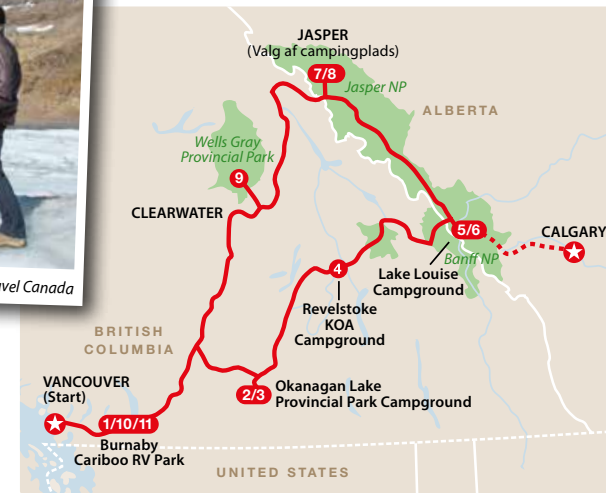 vel Canada
JASPER
(Valg af campingplads)
7/8
Jasper NP
ALBERTA
Wells Gray
Provincial Park
9
CLEARWATER
5/6
CALGARY
Banff NP
Lake Louise
Campground
4
Revelstoke
KOA
Campground
BRITISH
COLUMBIA
VANCOUVER
(Start)
2/3
Okanagan Lake
Provincial Park Campground
1/10/11
Burnaby
Cariboo RV Park
UNITED STATES